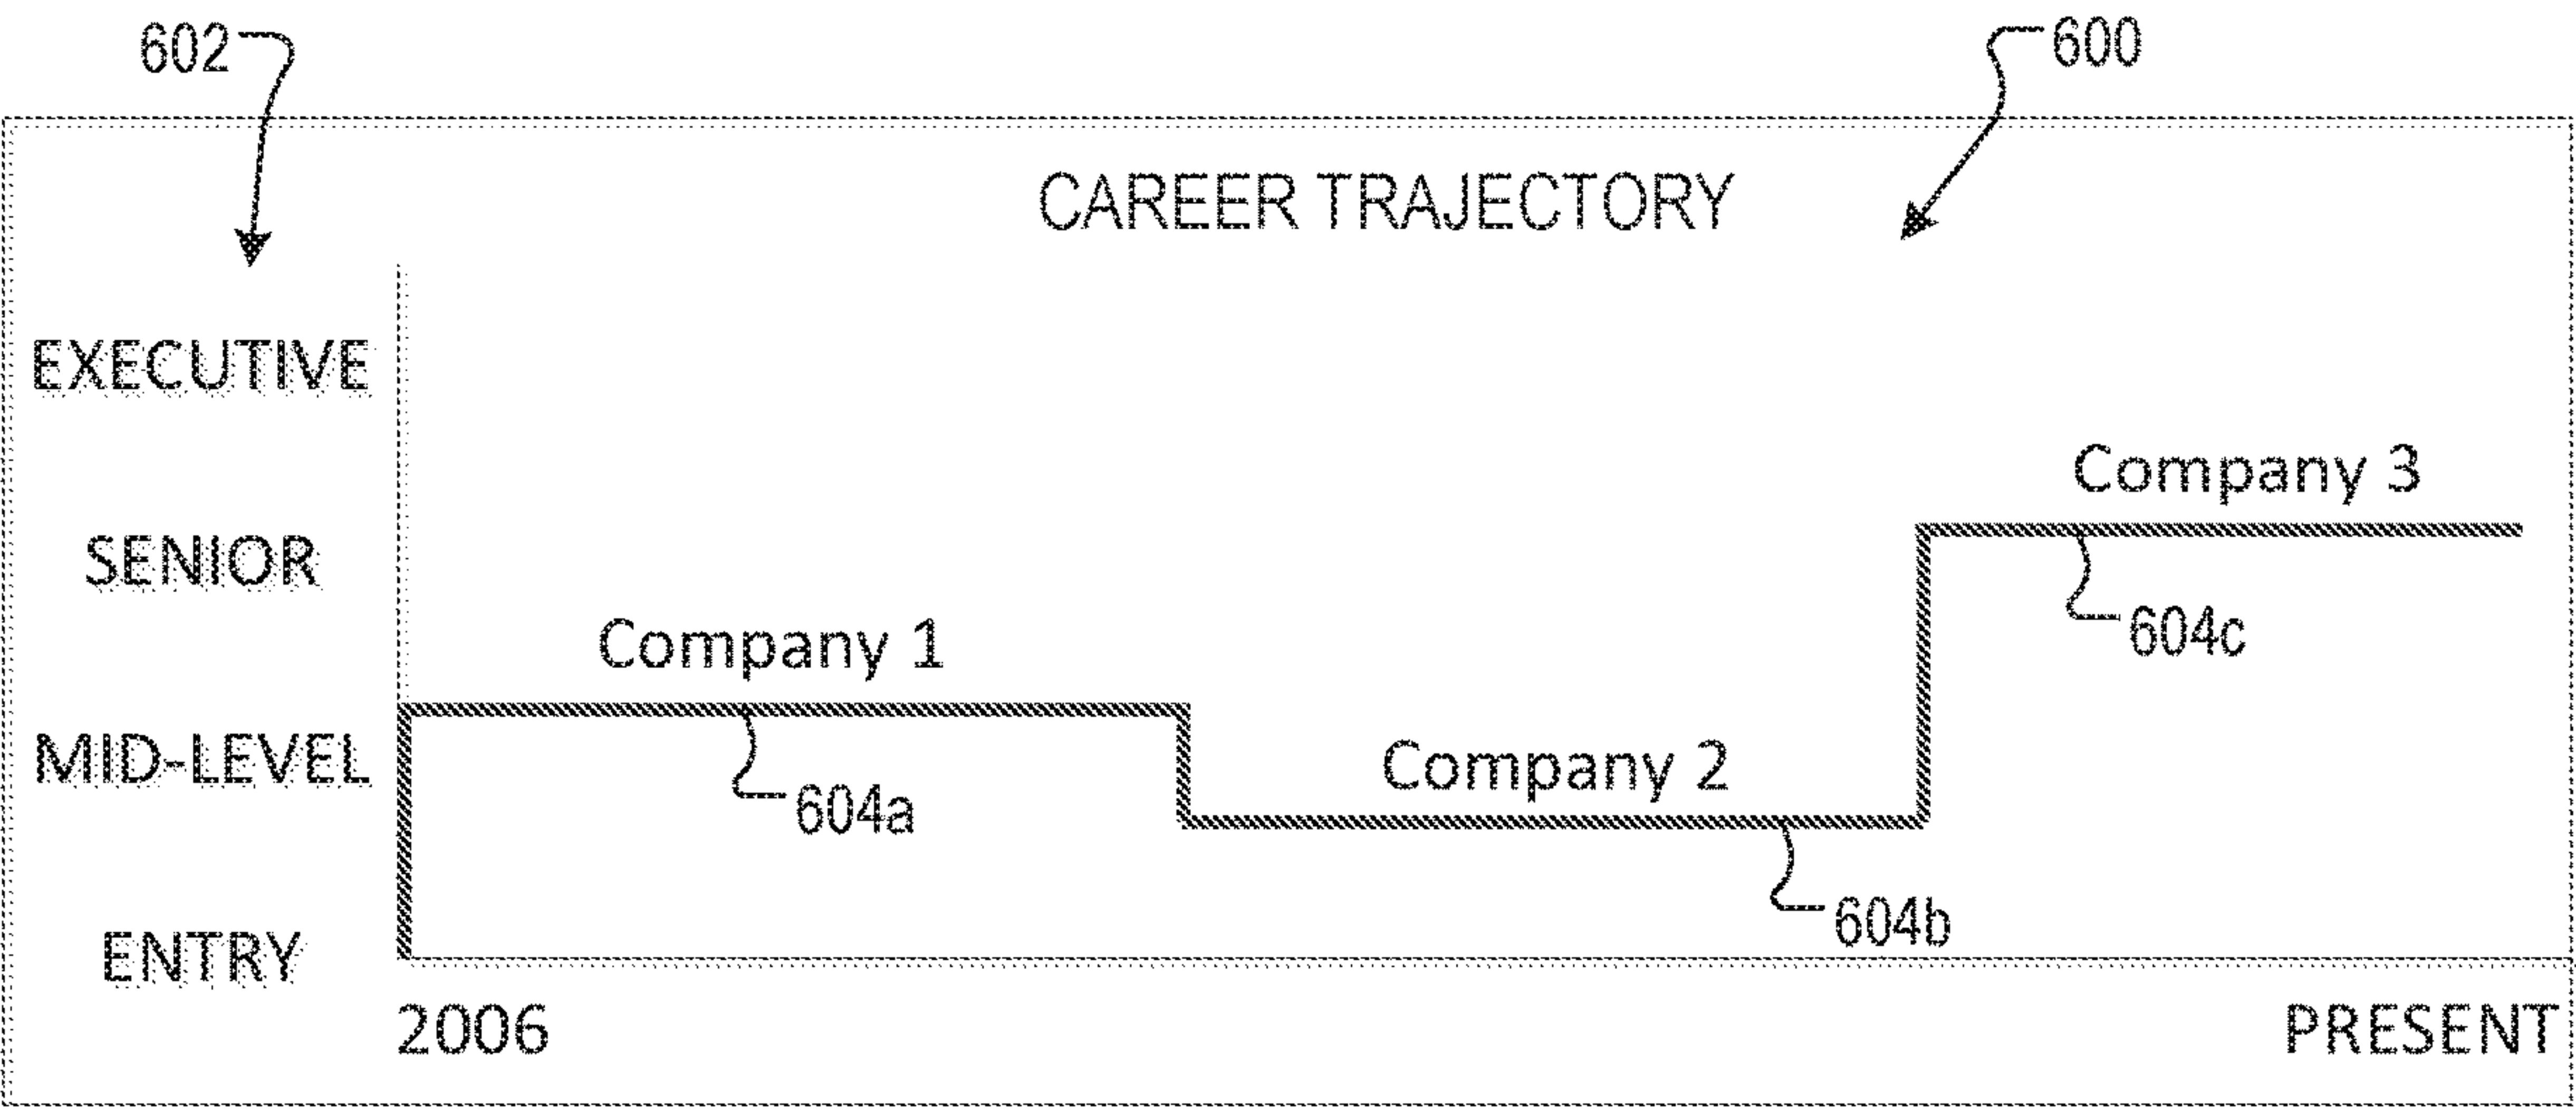 602
600
CAREER TRAJECTORY
EXECUTIVE
Company 3
SENIOR
604c
Company 1
MID-LEVEL
Company 2
604a
604b
ENTRY
2006
PRESENT